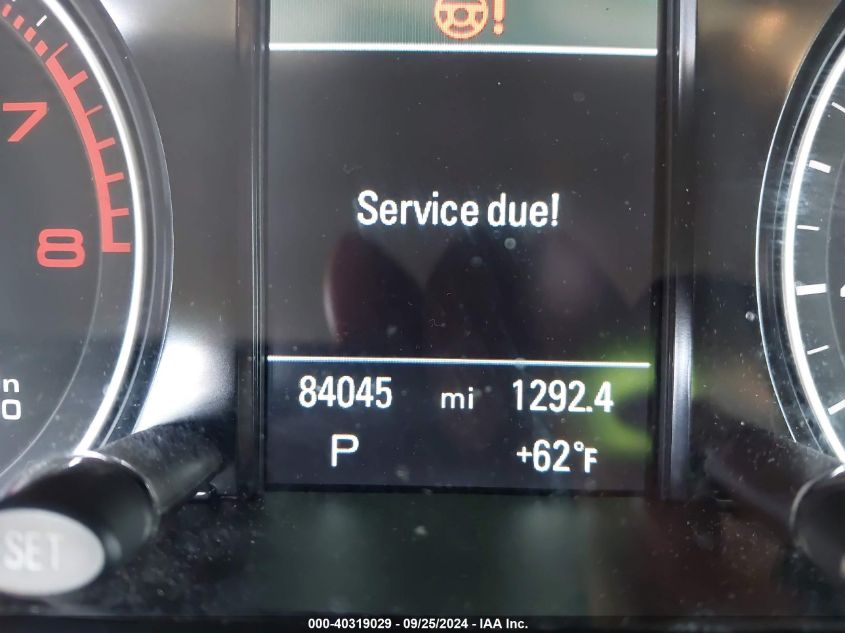 !
7
8
Service due!
84045 mi 1292.4
P +62°F
SET
000-40319029 - 09/25/2024 - IAA Inc.